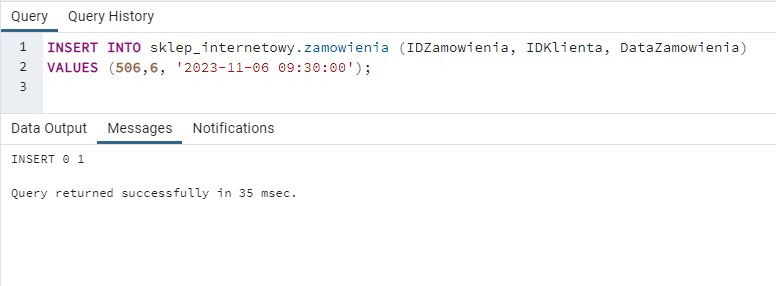 Query Query History
1 INSERT INTO sklep_internetowy.zamowienia (IDZamowienia, IDKlienta, DataZamowienia)
2 VALUES (506,6, '2023-11-06 09:30:00');
3
Data Output Messages Notifications
INSERT 0 1
Query returned successfully in 35 msec.